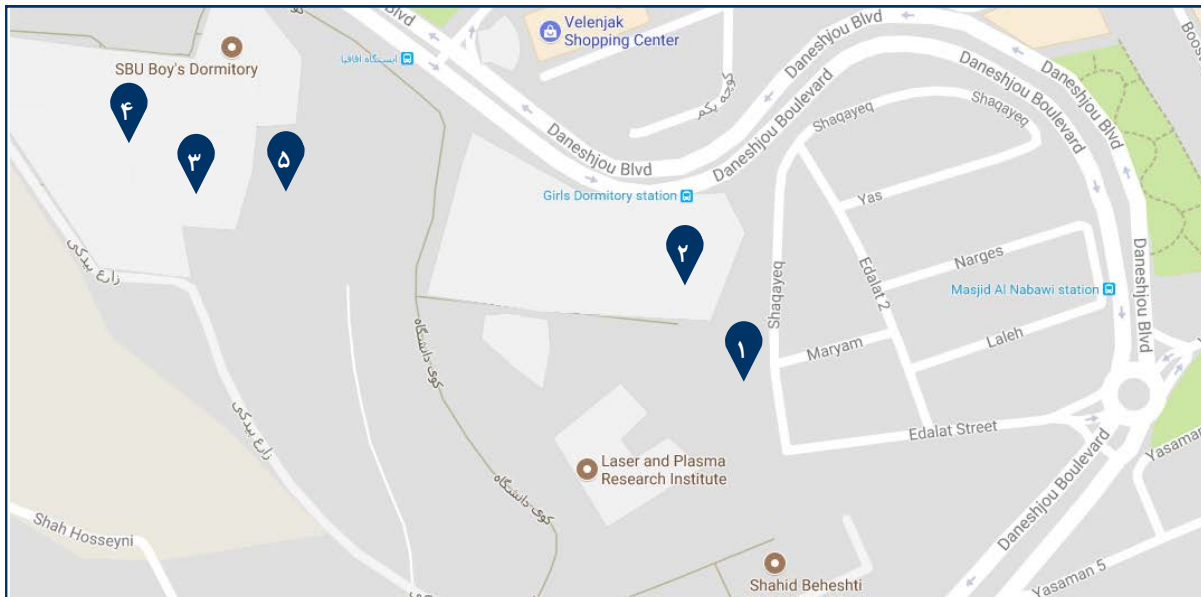 Velenjak
Shopping Center
SBU Boy's Dormitory
ایستگاه اقاقیا
Daneshjou Blvd
Daneshjou Boulevard
Daneshjou Blvd
کوچه یکم
Shaqayeq
Shaqayeq
Daneshjou Boulevard
Daneshjou Blvd
۴
۳
۵
Girls Dormitory station
Yas
۲
Edalat 2
Narges
Shaqayeq
Masjid Al Nabawi station
Daneshjou Blvd
زارع بیدکی
کوی دانشگاه
۱
Maryam
Laleh
زارع بیدکی
Edalat Street
Laser and Plasma
Research Institute
کوی دانشگاه
Daneshjou Boulevard
Yasaman
Shah Hosseyni
Shahid Beheshti
Yasaman 5